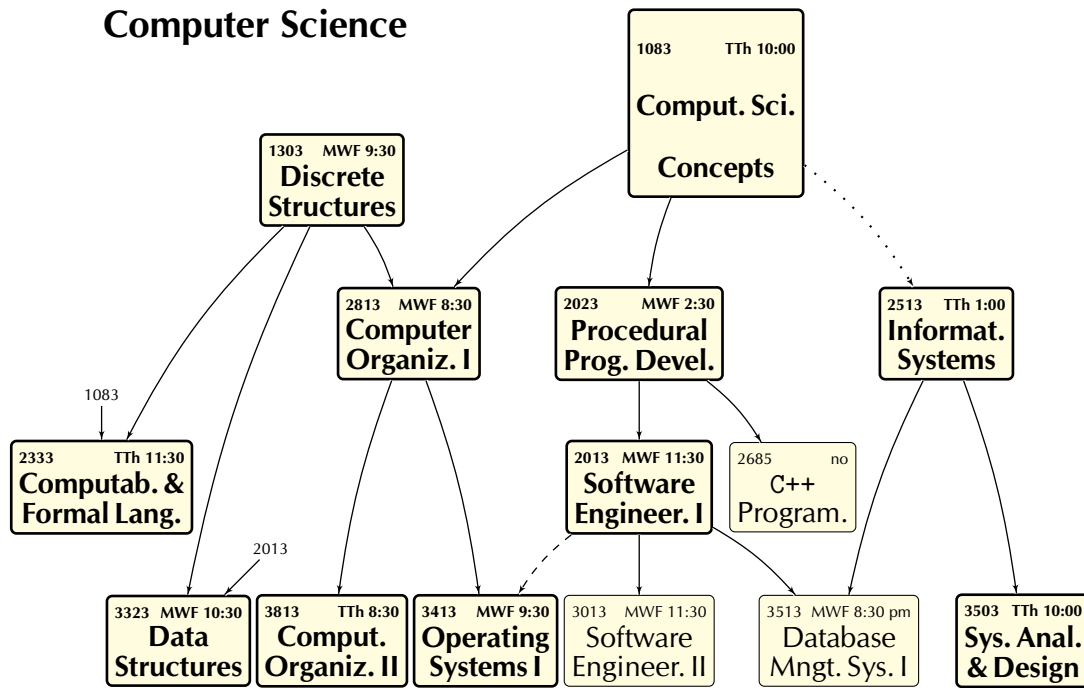 Computer Science
1083 TTh 10:00
Comput. Sci.
Concepts
1303 MWF 9:30
Discrete
Structures
2813 MWF 8:30
Computer
Organiz. I
2023 MWF 2:30
Procedural
Prog. Devel.
2513 TTh 1:00
Informat.
Systems
1083
2333 TTh 11:30
Computab. &
Formal Lang.
2013 MWF 11:30
Software
Engineer. I
2685 no
C++
Program.
2013
3323 MWF 10:30
Data
Structures
3813 TTh 8:30
Comput.
Organiz. II
3413 MWF 9:30
Operating
Systems I
3013 MWF 11:30
Software
Engineer. II
3513 MWF 8:30 pm
Database
Mngt. Sys. I
3503 TTh 10:00
Sys. Anal.
& Design